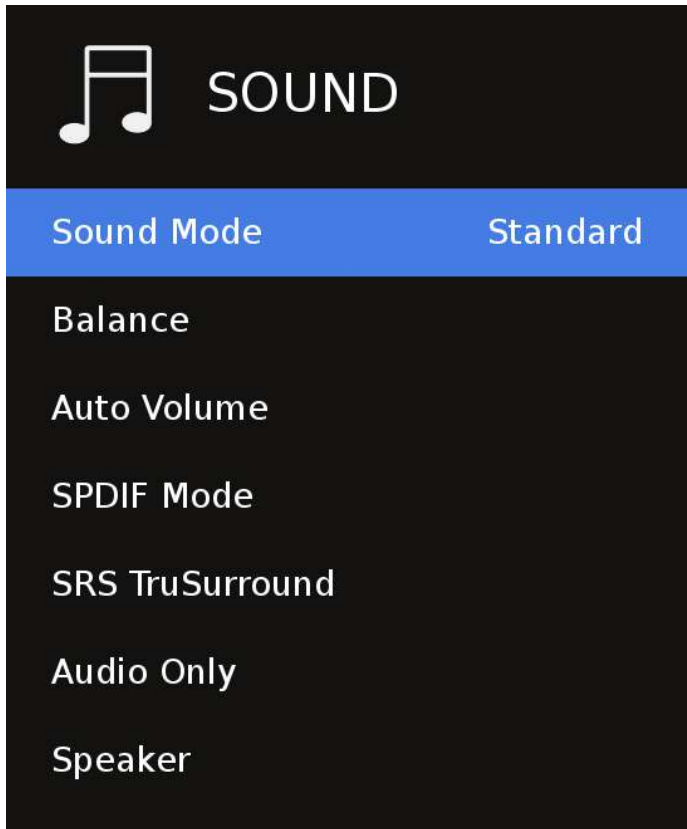 SOUND
Sound Mode Standard
Balance
Auto Volume
SPDIF Mode
SRS TruSurround
Audio Only
Speaker